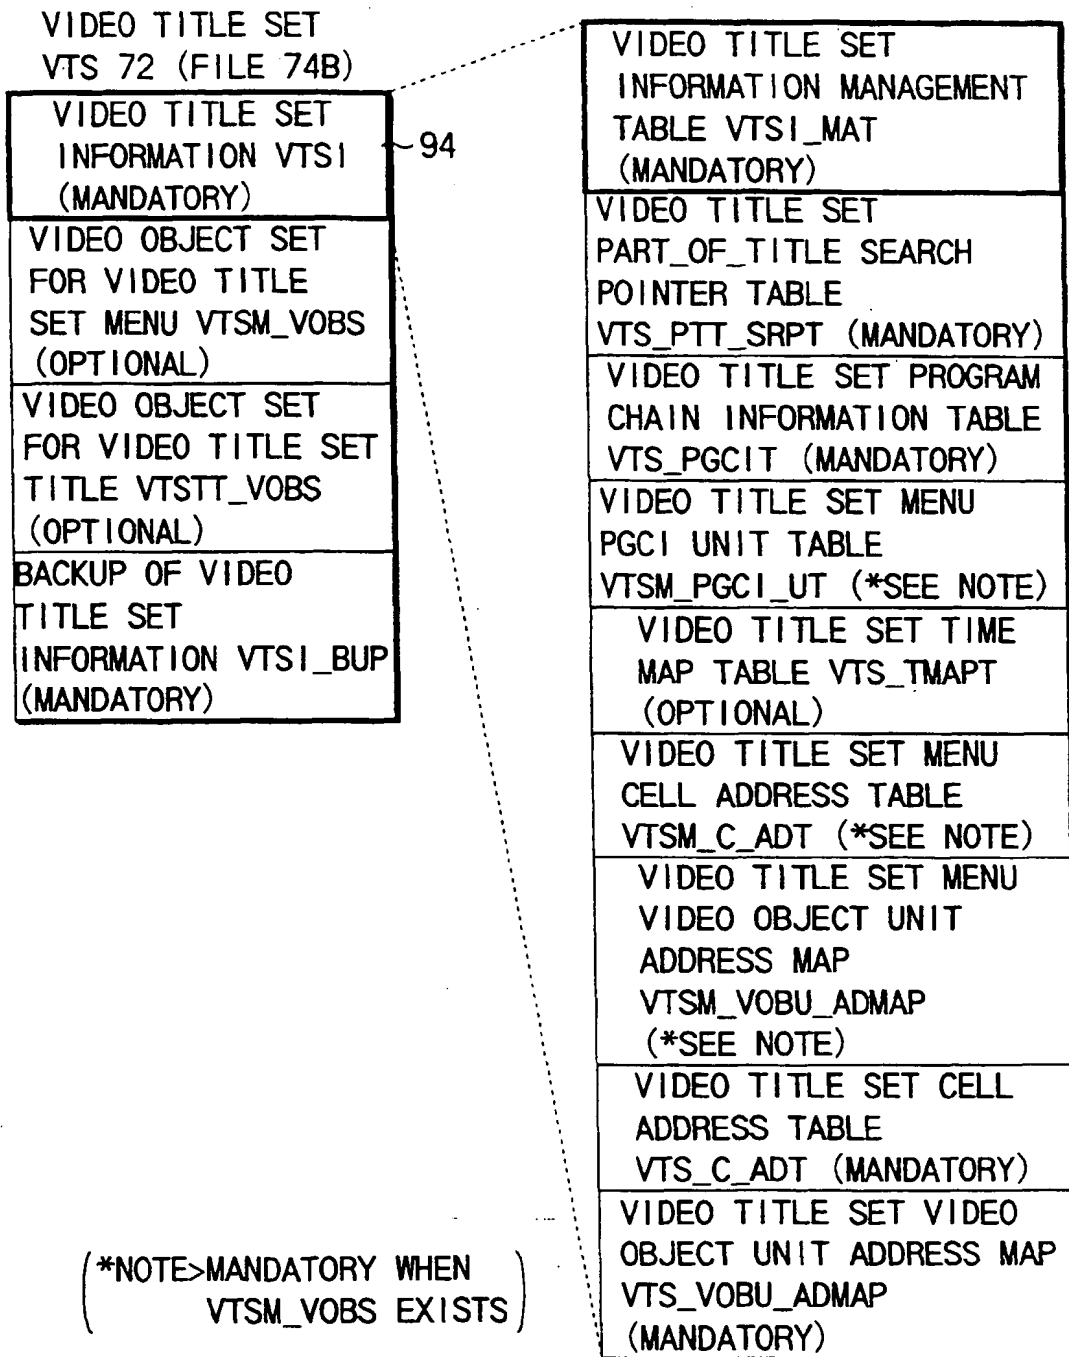 VIDEO TITLE SET
VTS 72 (FILE 74B)
VIDEO TITLE SET
INFORMATION VTSI
(MANDATORY)
94
VIDEO OBJECT SET
FOR VIDEO TITLE
SET MENU VTSM_VOBS
(OPTIONAL)
VIDEO OBJECT SET
FOR VIDEO TITLE SET
TITLE VTSTT_VOBS
(OPTIONAL)
BACKUP OF VIDEO
TITLE SET
INFORMATION VTSI_BUP
(MANDATORY)
VIDEO TITLE SET
INFORMATION MANAGEMENT
TABLE VTSI_MAT
(MANDATORY)
VIDEO TITLE SET
PART_OF_TITLE SEARCH
POINTER TABLE
VTS_PTT_SRPT (MANDATORY)
VIDEO TITLE SET PROGRAM
CHAIN INFORMATION TABLE
VTS_PGCIT (MANDATORY)
VIDEO TITLE SET MENU
PGCI UNIT TABLE
VTSM_PGCI_UT (*SEE NOTE)
VIDEO TITLE SET TIME
MAP TABLE VTS_TMAPT
(OPTIONAL)
VIDEO TITLE SET MENU
CELL ADDRESS TABLE
VTSM_C_ADT (*SEE NOTE)
VIDEO TITLE SET MENU
VIDEO OBJECT UNIT
ADDRESS MAP
VTSM_VOBU_ADMAP
(*SEE NOTE)
VIDEO TITLE SET CELL
ADDRESS TABLE
VTS_C_ADT (MANDATORY)
VIDEO TITLE SET VIDEO
OBJECT UNIT ADDRESS MAP
VTS_VOBU_ADMAP
(MANDATORY)
(*NOTE>MANDATORY WHEN
VTSM_VOBS EXISTS)